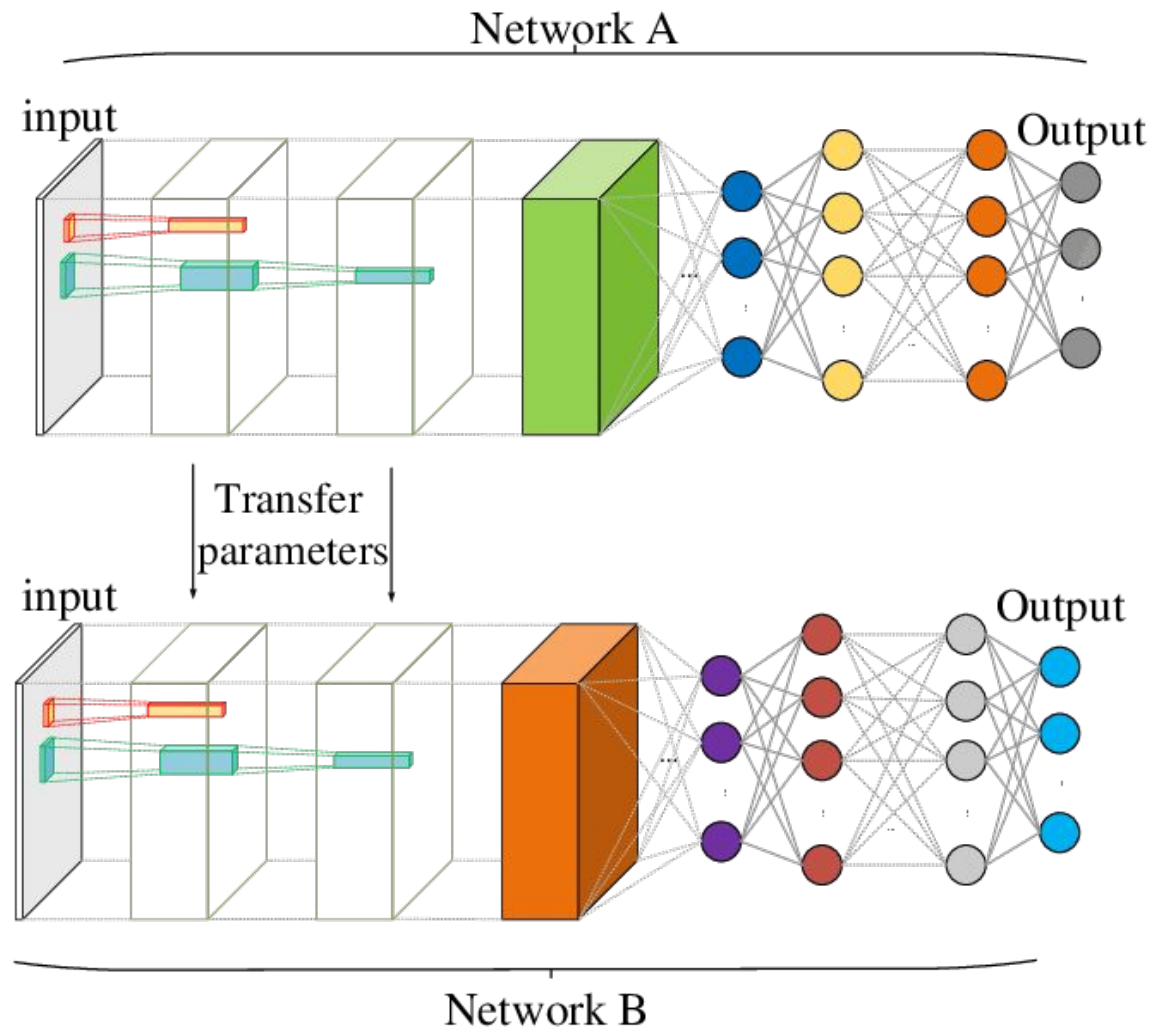 Network A
input
Output
Transfer
parameters
input
Output
Network B